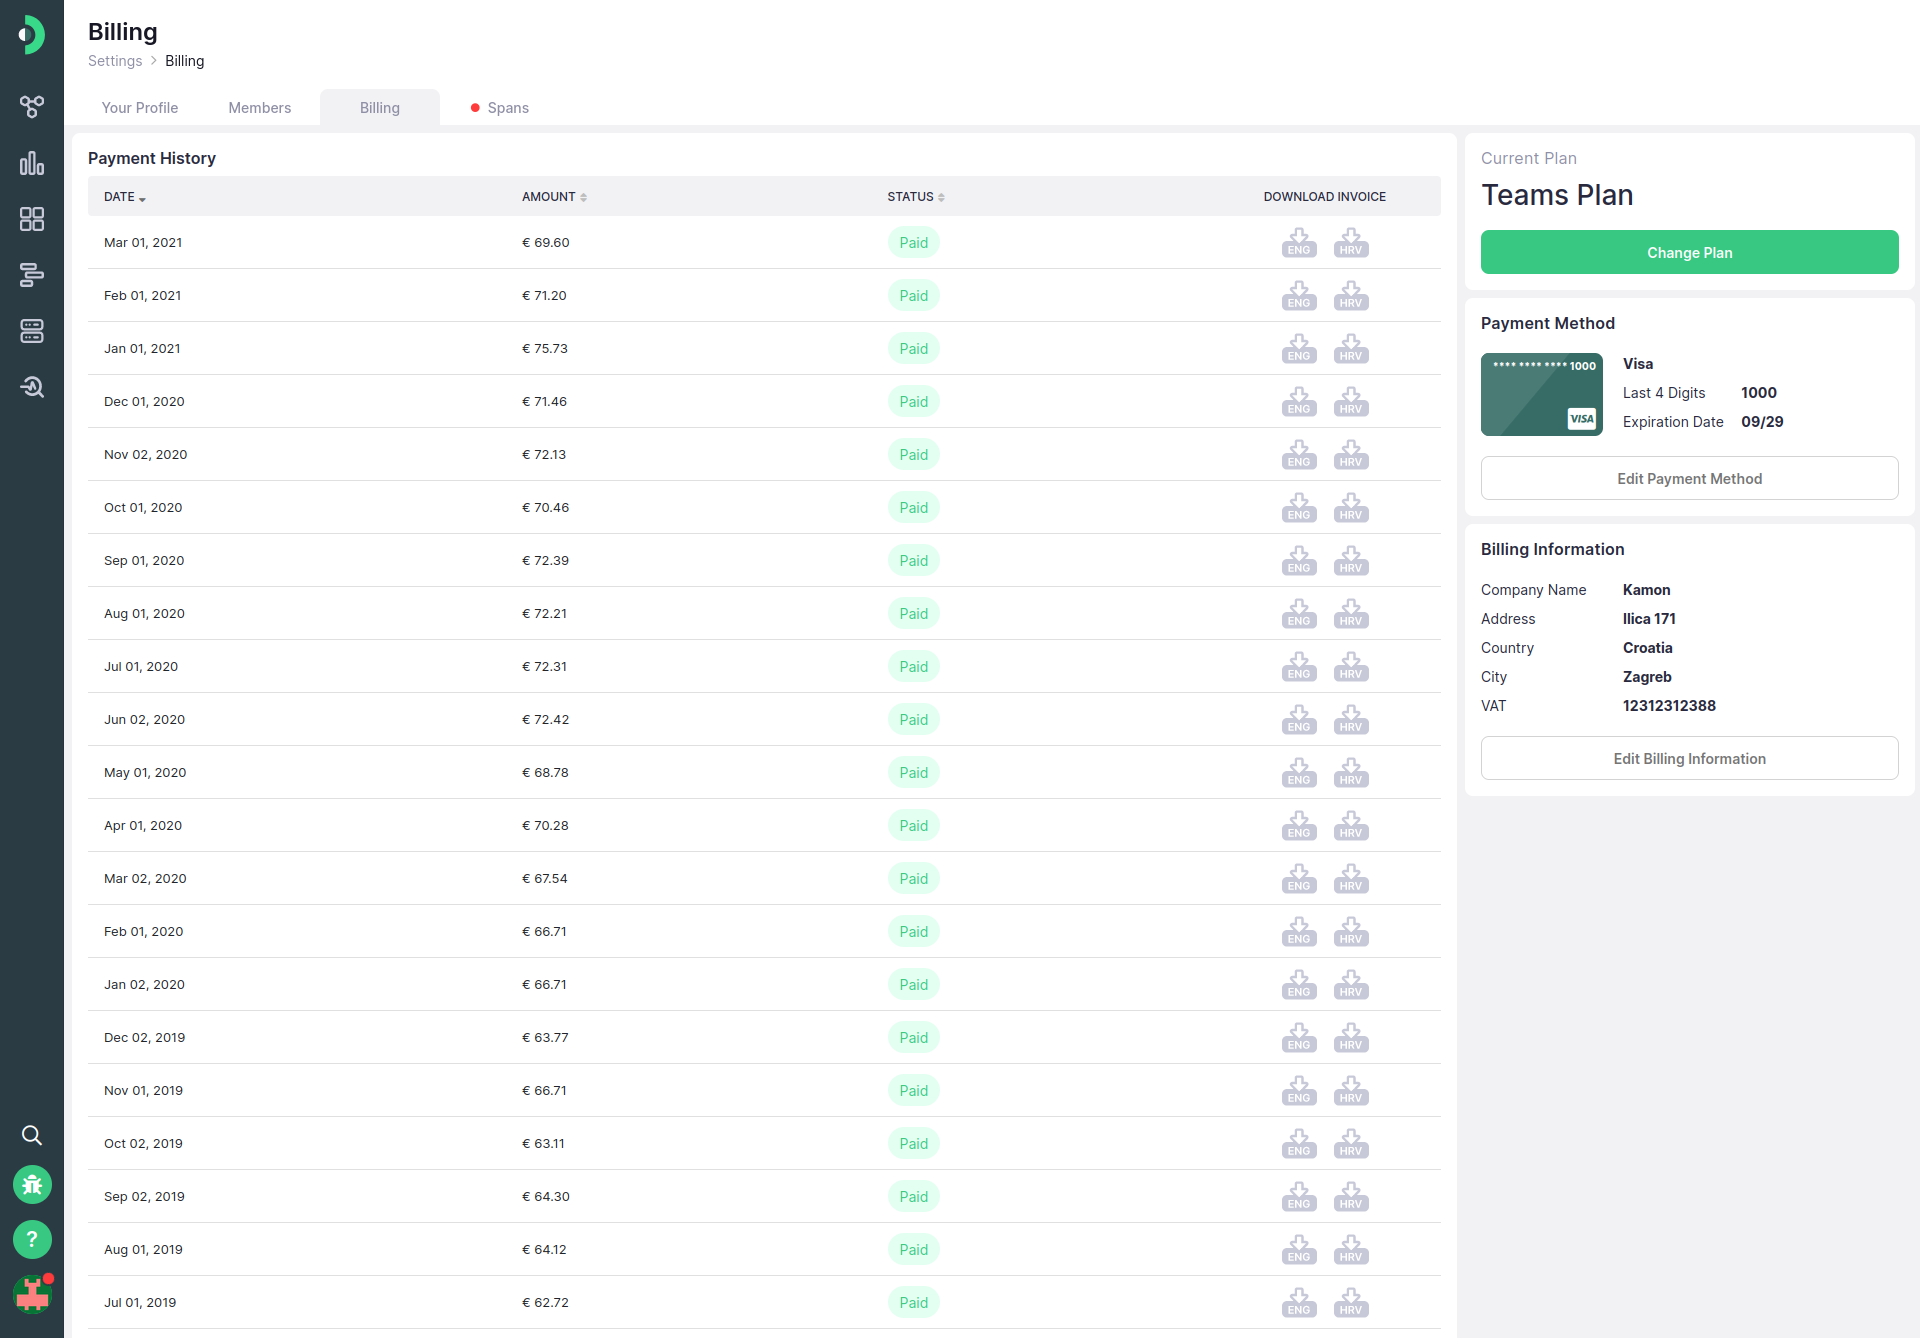 Billing
Settings > Billing
Your Profile Members Billing Spans
Payment History
DATE AMOUNT STATUS DOWNLOAD INVOICE
Mar 01, 2021 € 69.60 Paid ENG HRV
Feb 01, 2021 € 71.20 Paid ENG HRV
Jan 01, 2021 € 75.73 Paid ENG HRV
Dec 01, 2020 € 71.46 Paid ENG HRV
Nov 02, 2020 € 72.13 Paid ENG HRV
Oct 01, 2020 € 70.46 Paid ENG HRV
Sep 01, 2020 € 72.39 Paid ENG HRV
Aug 01, 2020 € 72.21 Paid ENG HRV
Jul 01, 2020 € 72.31 Paid ENG HRV
Jun 02, 2020 € 72.42 Paid ENG HRV
May 01, 2020 € 68.78 Paid ENG HRV
Apr 01, 2020 € 70.28 Paid ENG HRV
Mar 02, 2020 € 67.54 Paid ENG HRV
Feb 01, 2020 € 66.71 Paid ENG HRV
Jan 02, 2020 € 66.71 Paid ENG HRV
Dec 02, 2019 € 63.77 Paid ENG HRV
Nov 01, 2019 € 66.71 Paid ENG HRV
Oct 02, 2019 € 63.11 Paid ENG HRV
Sep 02, 2019 € 64.30 Paid ENG HRV
Aug 01, 2019 € 64.12 Paid ENG HRV
Jul 01, 2019 € 62.72 Paid ENG HRV
Current Plan
Teams Plan
Change Plan
Payment Method
**** **** **** 1000
VISA
Visa
Last 4 Digits 1000
Expiration Date 09/29
Edit Payment Method
Billing Information
Company Name Kamon
Address Ilica 171
Country Croatia
City Zagreb
VAT 12312312388
Edit Billing Information
?